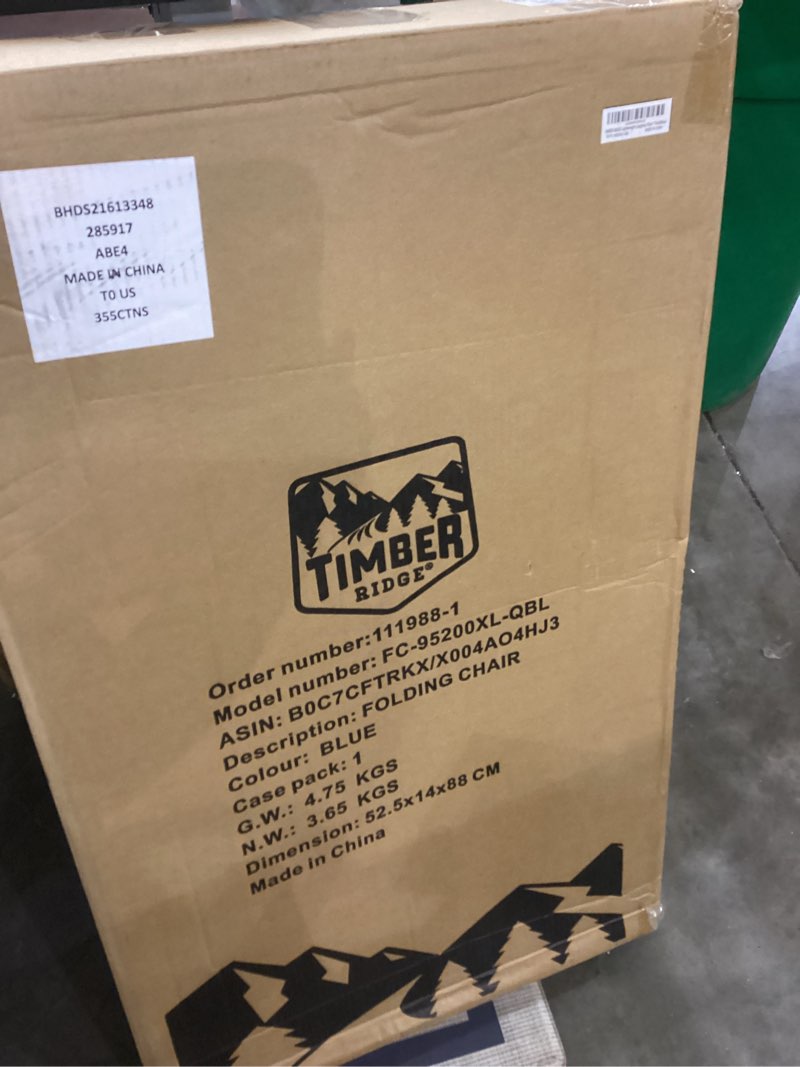 BHDS21613348
285917
ABE4
MADE IN CHINA
TO US
355CTNS
TIMBER
RIDGE®
Order number:111988-1
Model number: FC-95200XL-QBL
ASIN: B0C7CFTRKX/X004AO4HJ3
Description: FOLDING CHAIR
Colour: BLUE
Case pack: 1
G.W.: 4.75 KGS
N.W.: 3.65 KGS
Dimension: 52.5x14x88 CM
Made in China